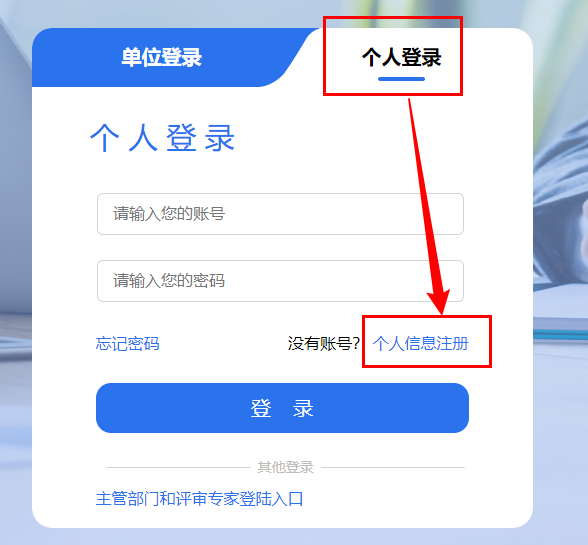 单位登录 个人登录
个人登录
请输入您的账号
请输入您的密码
忘记密码 没有账号? 个人信息注册
登 录
其他登录
主管部门和评审专家登陆入口